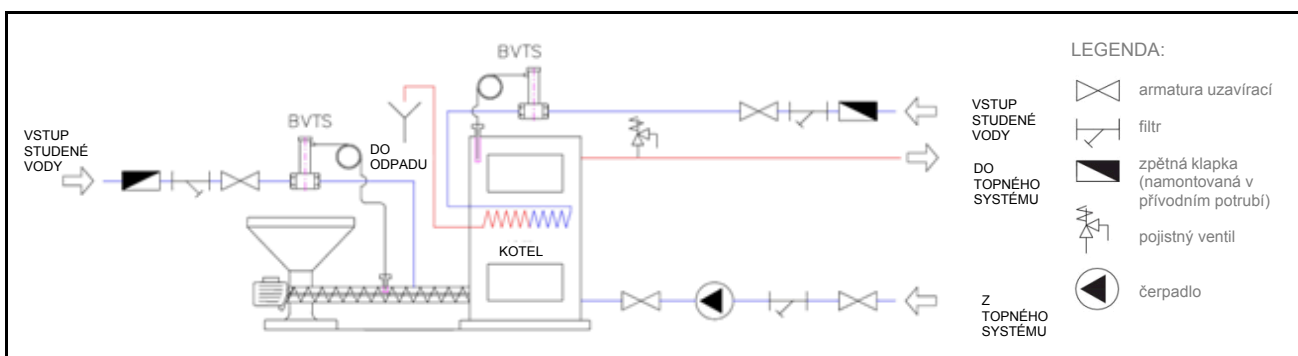 BVTS
LEGENDA:
armatura uzavírací
VSTUP
STUDENÉ
VODY
BVTS
DO
ODPADU
VSTUP
STUDENÉ
VODY
filtr
DO
TOPNÉHO
SYSTÉMU
zpětná klapka
(namontovaná v
přívodním potrubí)
pojistný ventil
KOTEL
Z
TOPNÉHO
SYSTÉMU
čerpadlo